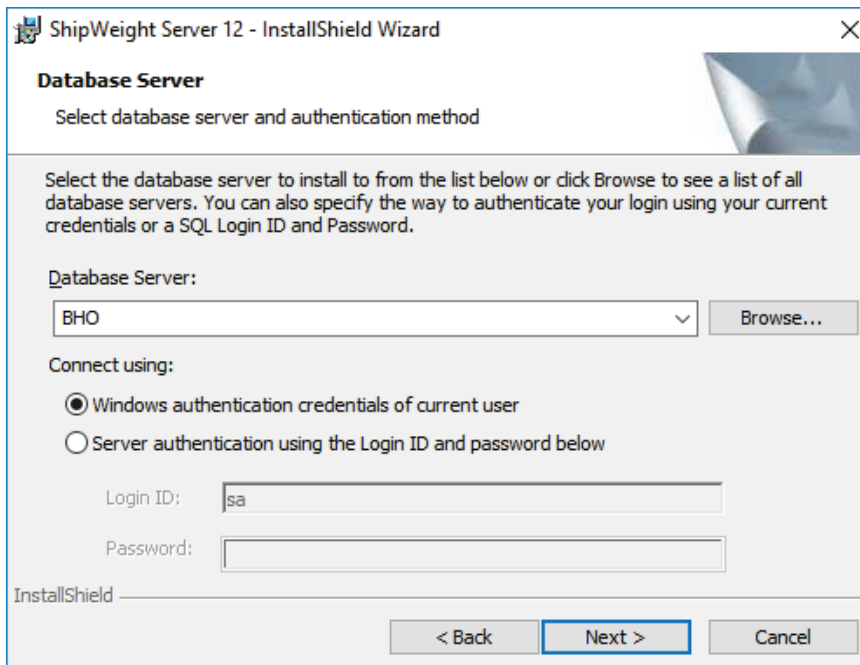 ShipWeight Server 12 - InstallShield Wizard
Database Server
Select database server and authentication method
Select the database server to install to from the list below or click Browse to see a list of all
database servers. You can also specify the way to authenticate your login using your current
credentials or a SQL Login ID and Password.
Database Server:
BHO
Browse...
Connect using:
Windows authentication credentials of current user
Server authentication using the Login ID and password below
Login ID:
sa
Password:
InstallShield
< Back
Next >
Cancel